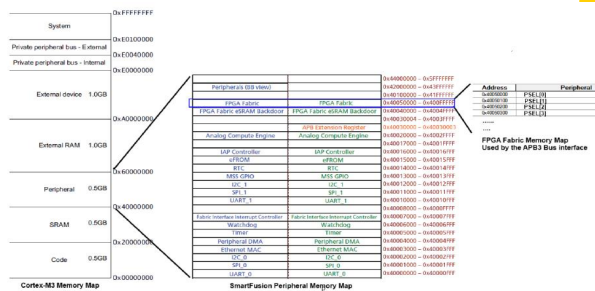 0xFFFFFFFF
System
0xE0100000
Private peripheral bus - External
0xE0040000
Private peripheral bus - Internal
0xE0000000
External device 1.0GB
0xA0000000
External RAM 1.0GB
0x60000000
Peripheral 0.5GB
0x40000000
SRAM 0.5GB
0x20000000
Code 0.5GB
0x00000000
Cortex-M3 Memory Map
0x44000000 – 0x5FFFFFFF
Peripherals (BB view) 0x42000000 – 0x43FFFFFF
0x40100000 – 0x41FFFFFF
FPGA Fabric FPGA Fabric 0x40050000 – 0x400FFFFF
FPGA Fabric eSRAM Backdoor FPGA Fabric eSRAM Backdoor 0x40040000 – 0x4004FFFF
0x40030004 – 0x4003FFFF
APB Extension Register 0x40030000 – 0x40030003
Analog Compute Engine Analog Compute Engine 0x40020000 – 0x4002FFFF
0x40017000 – 0x4001FFFF
IAP Controller IAP Controller 0x40016000 – 0x40016FFF
eFROM eFROM 0x40015000 – 0x40015FFF
RTC RTC 0x40014000 – 0x40014FFF
MSS GPIO MSS GPIO 0x40013000 – 0x40013FFF
I2C_1 I2C_1 0x40012000 – 0x40012FFF
SPI_1 SPI_1 0x40011000 – 0x40011FFF
UART_1 UART_1 0x40010000 – 0x40010FFF
0x40008000 – 0x4000FFFF
Fabric Interface Interrupt Controller Fabric Interface Interrupt Controller 0x40007000 – 0x40007FFF
Watchdog Watchdog 0x40006000 – 0x40006FFF
Timer Timer 0x40005000 – 0x40005FFF
Peripheral DMA Peripheral DMA 0x40004000 – 0x40004FFF
Ethernet MAC Ethernet MAC 0x40003000 – 0x40003FFF
I2C_0 I2C_0 0x40002000 – 0x40002FFF
SPI_0 SPI_0 0x40001000 – 0x40001FFF
UART_0 UART_0 0x40000000 – 0x40000FFF
SmartFusion Peripheral Memory Map
Address Peripheral
0x40050000 PSEL[0]
0x40050100 PSEL[1]
0x40050200 PSEL[2]
0x40050300 PSEL[3]
......
....
FPGA Fabric Memory Map
Used by the APB3 Bus interface